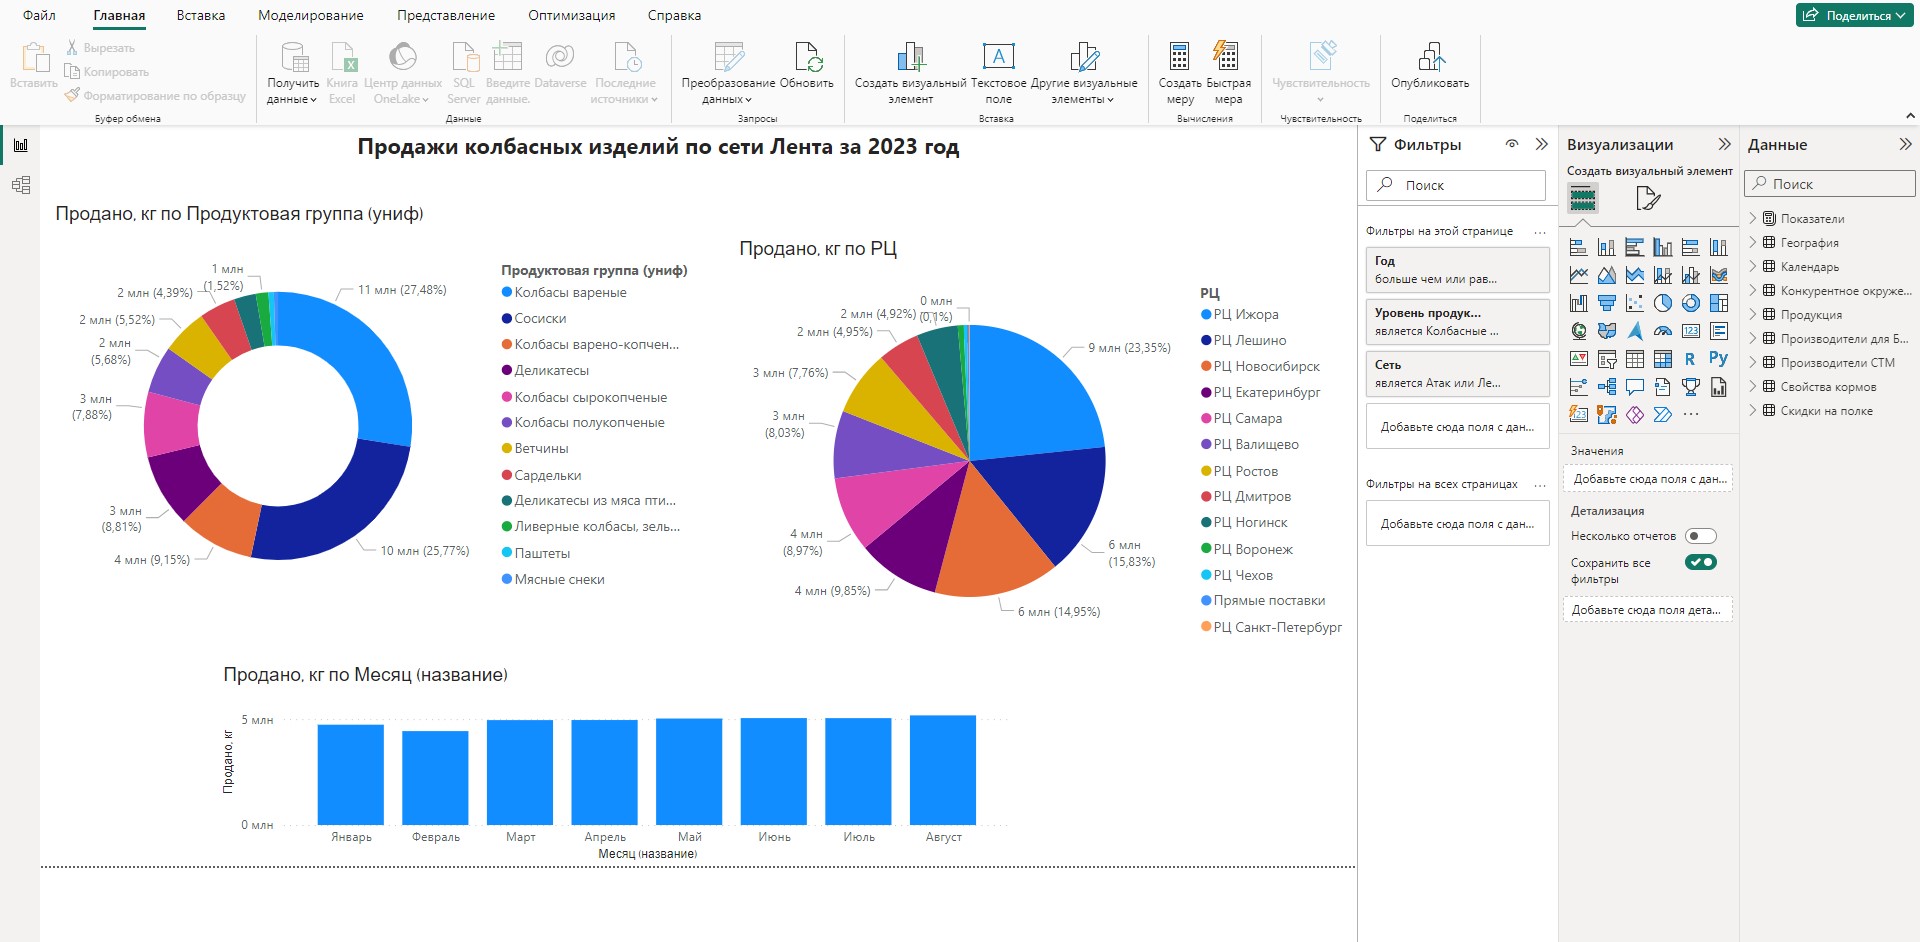 Файл
Главная
Вставка
Моделирование
Представление
Оптимизация
Справка
Поделиться
Вставить
Вырезать
Копировать
Форматирование по образцу
Буфер обмена
Получить
данные
Книга
Excel
Центр данных
OneLake
SQL
Server
Введите
данные.
Dataverse
Последние
источники
Данные
Преобразование
данных
Обновить
Запросы
Создать визуальный
элемент
A
Текстовое
поле
Другие визуальные
элементы
Вставка
Создать
меру
Быстрая
мера
Вычисления
Чувствительность
Чувствительность
Опубликовать
Поделиться
Продажи колбасных изделий по сети Лента за 2023 год
Продано, кг по Продуктовая группа (униф)
11 млн (27,48%)
10 млн (25,77%)
4 млн (9,15%)
3 млн
(8,81%)
3 млн
(7,88%)
2 млн
(5,68%)
2 млн (5,52%)
2 млн (4,39%)
1 млн
(1,52%)
Продуктовая группа (униф)
Колбасы вареные
Сосиски
Колбасы варено-копчен...
Деликатесы
Колбасы сырокопченые
Колбасы полукопченые
Ветчины
Сардельки
Деликатесы из мяса пти...
Ливерные колбасы, зель...
Паштеты
Мясные снеки
Продано, кг по РЦ
9 млн (23,35%)
6 млн
(15,83%)
6 млн (14,95%)
4 млн (9,85%)
4 млн
(8,97%)
3 млн
(8,03%)
3 млн (7,76%)
2 млн (4,95%)
2 млн (4,92%)
0 млн
(0,1%)
РЦ
РЦ Ижора
РЦ Лешино
РЦ Новосибирск
РЦ Екатеринбург
РЦ Самара
РЦ Валищево
РЦ Ростов
РЦ Дмитров
РЦ Ногинск
РЦ Воронеж
РЦ Чехов
Прямые поставки
РЦ Санкт-Петербург
Продано, кг по Месяц (название)
Продано, кг
5 млн
0 млн
Январь
Февраль
Март
Апрель
Май
Июнь
Июль
Август
Месяц (название)
Фильтры
Поиск
Фильтры на этой странице
...
Год
больше чем или рав...
Уровень продук...
является Колбасные ...
Сеть
является Атак или Ле...
Добавьте сюда поля с дан...
Фильтры на всех страницах
...
Добавьте сюда поля с дан...
Визуализации
Создать визуальный элемент
123
R
Py
123
...
Значения
Добавьте сюда поля с дан...
Детализация
Несколько отчетов
Сохранить все
фильтры
Добавьте сюда поля дета...
Данные
Поиск
Показатели
География
Календарь
Конкурентное окруже...
Продукция
Производители для Б...
Производители СТМ
Свойства кормов
Скидки на полке